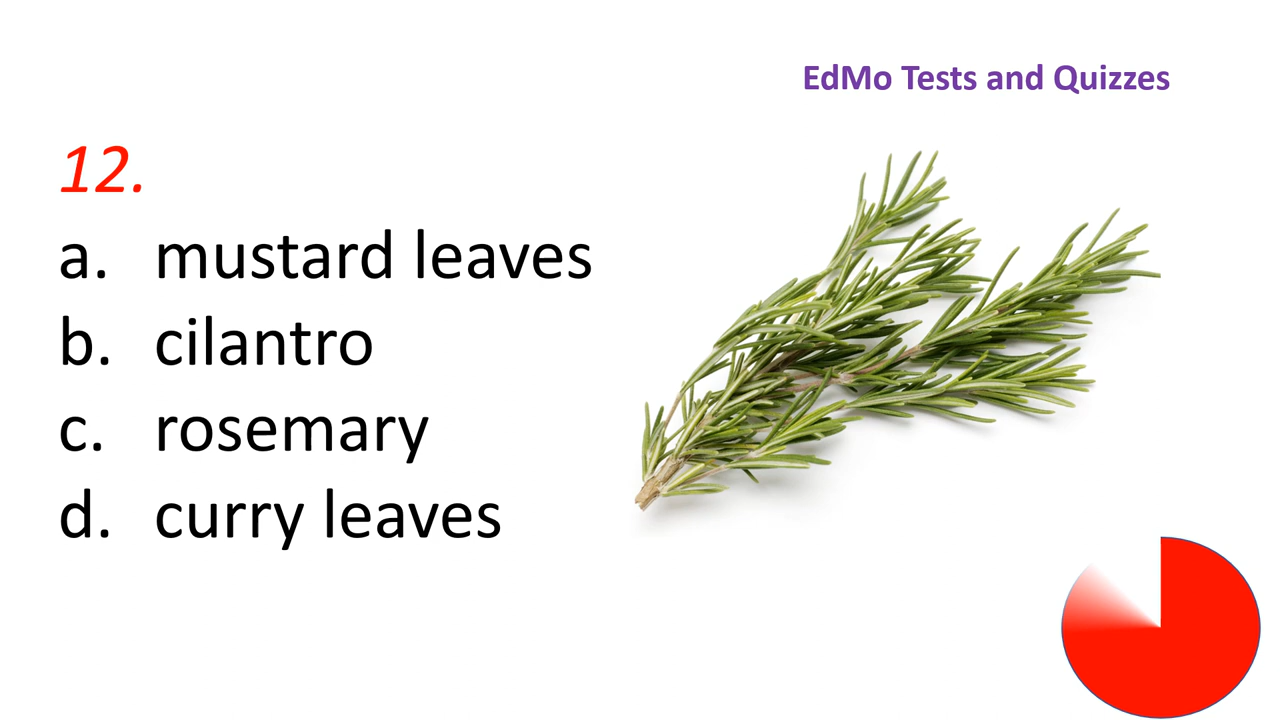 EdMo Tests and Quizzes
12.
a. mustard leaves
b. cilantro
c. rosemary
d. curry leaves